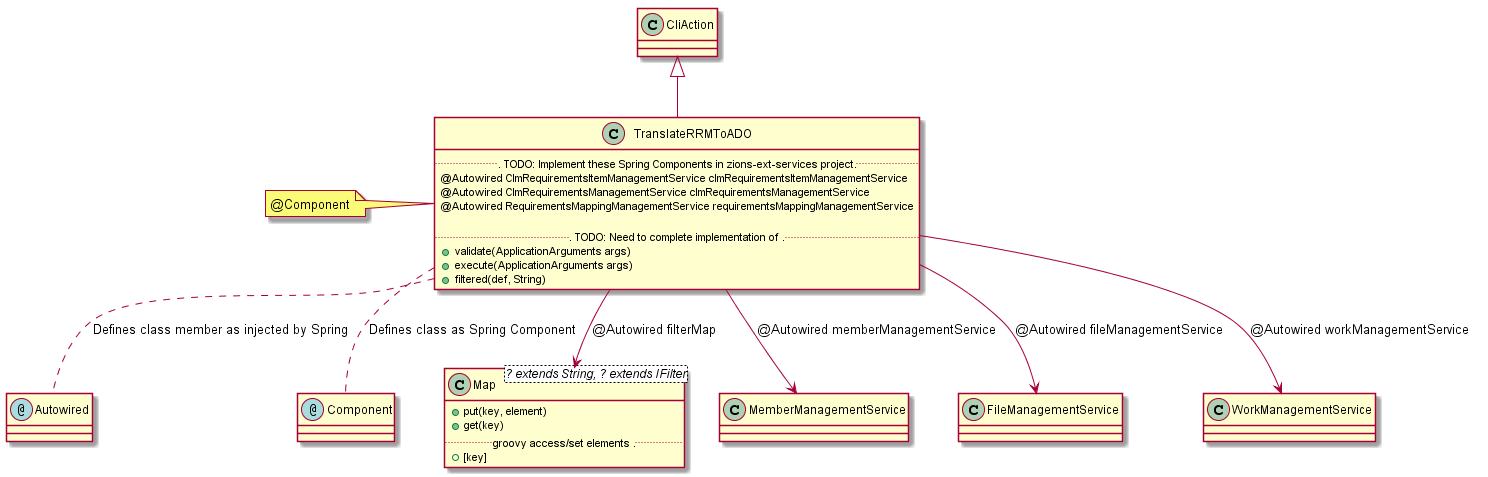 C CliAction
C TranslateRRMToADO
. TODO: Implement these Spring Components in zions-ext-services project.
@Autowired ClmRequirementsItemManagementService clmRequirementsItemManagementService
@Autowired ClmRequirementsManagementService clmRequirementsManagementService
@Autowired RequirementsMappingManagementService requirementsMappingManagementService
@Component
. TODO: Need to complete implementation of .
validate(ApplicationArguments args)
execute(ApplicationArguments args)
filtered(def, String)
Defines class member as injected by Spring
Defines class as Spring Component
@Autowired filterMap
@Autowired memberManagementService
@Autowired fileManagementService
@Autowired workManagementService
@ Autowired
@ Component
? extends String, ? extends IFilter
C Map
put(key, element)
get(key)
groovy access/set elements .
[key]
C MemberManagementService
C FileManagementService
C WorkManagementService